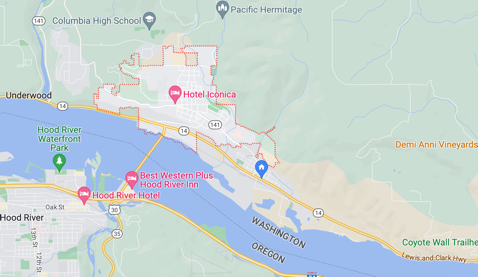 Columbia High School
Pacific Hermitage
141
Underwood
14
Hotel Iconica
141
14
Hood River
Waterfront
Park
Demi Anni Vineyards
Best Western Plus
Hood River Inn
Hood River Hotel
Oak St
30
Hood River
35
13th St
12th St
14
WASHINGTON
OREGON
Coyote Wall Trailhe
Lewis and Clark Hwy